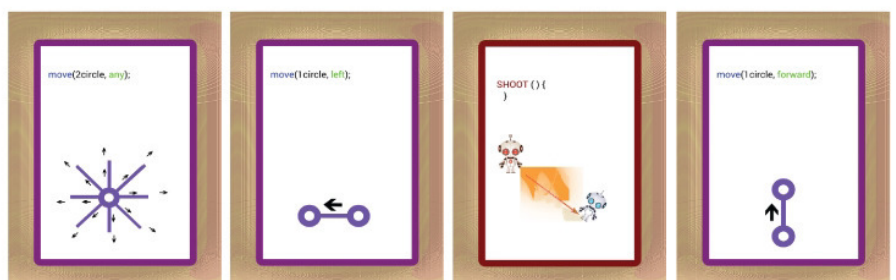 move(2circle, any);
move(1circle, left);
SHOOT ( ) {
}
move(1circle, forward);